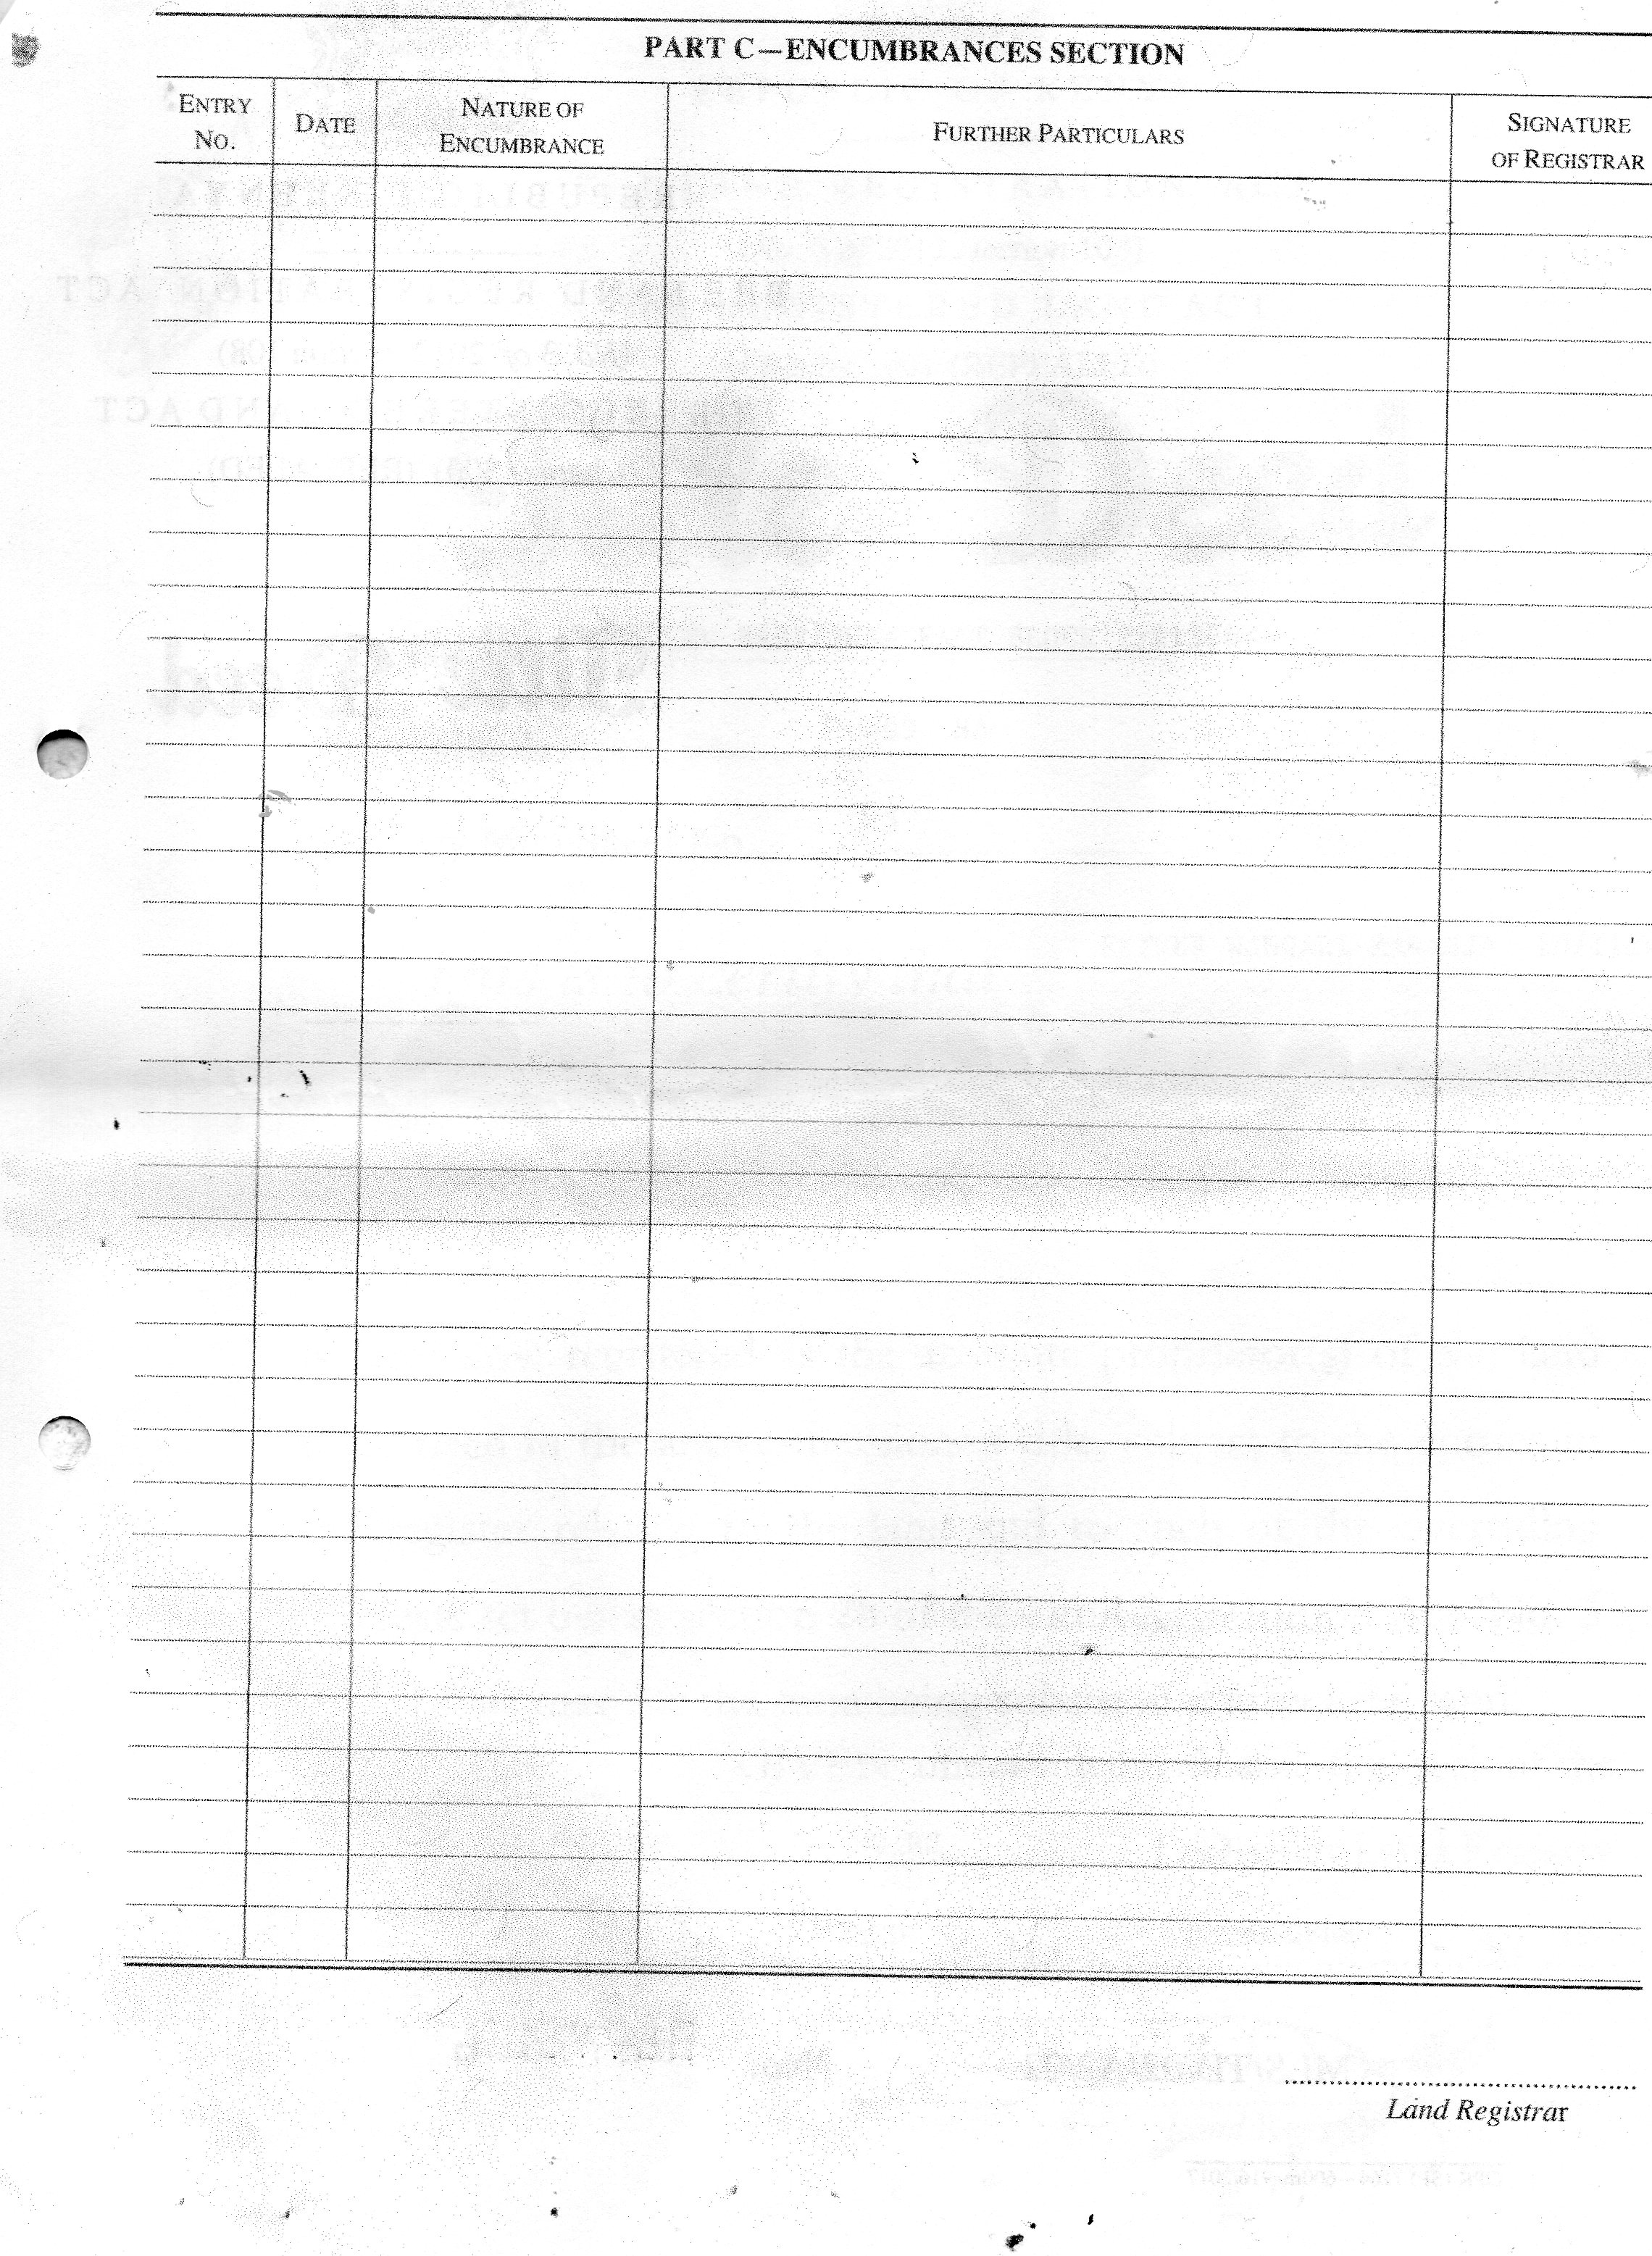 PART C—ENCUMBRANCES SECTION
ENTRY NO.
DATE
NATURE OF ENCUMBRANCE
FURTHER PARTICULARS
SIGNATURE OF REGISTRAR
Land Registrar